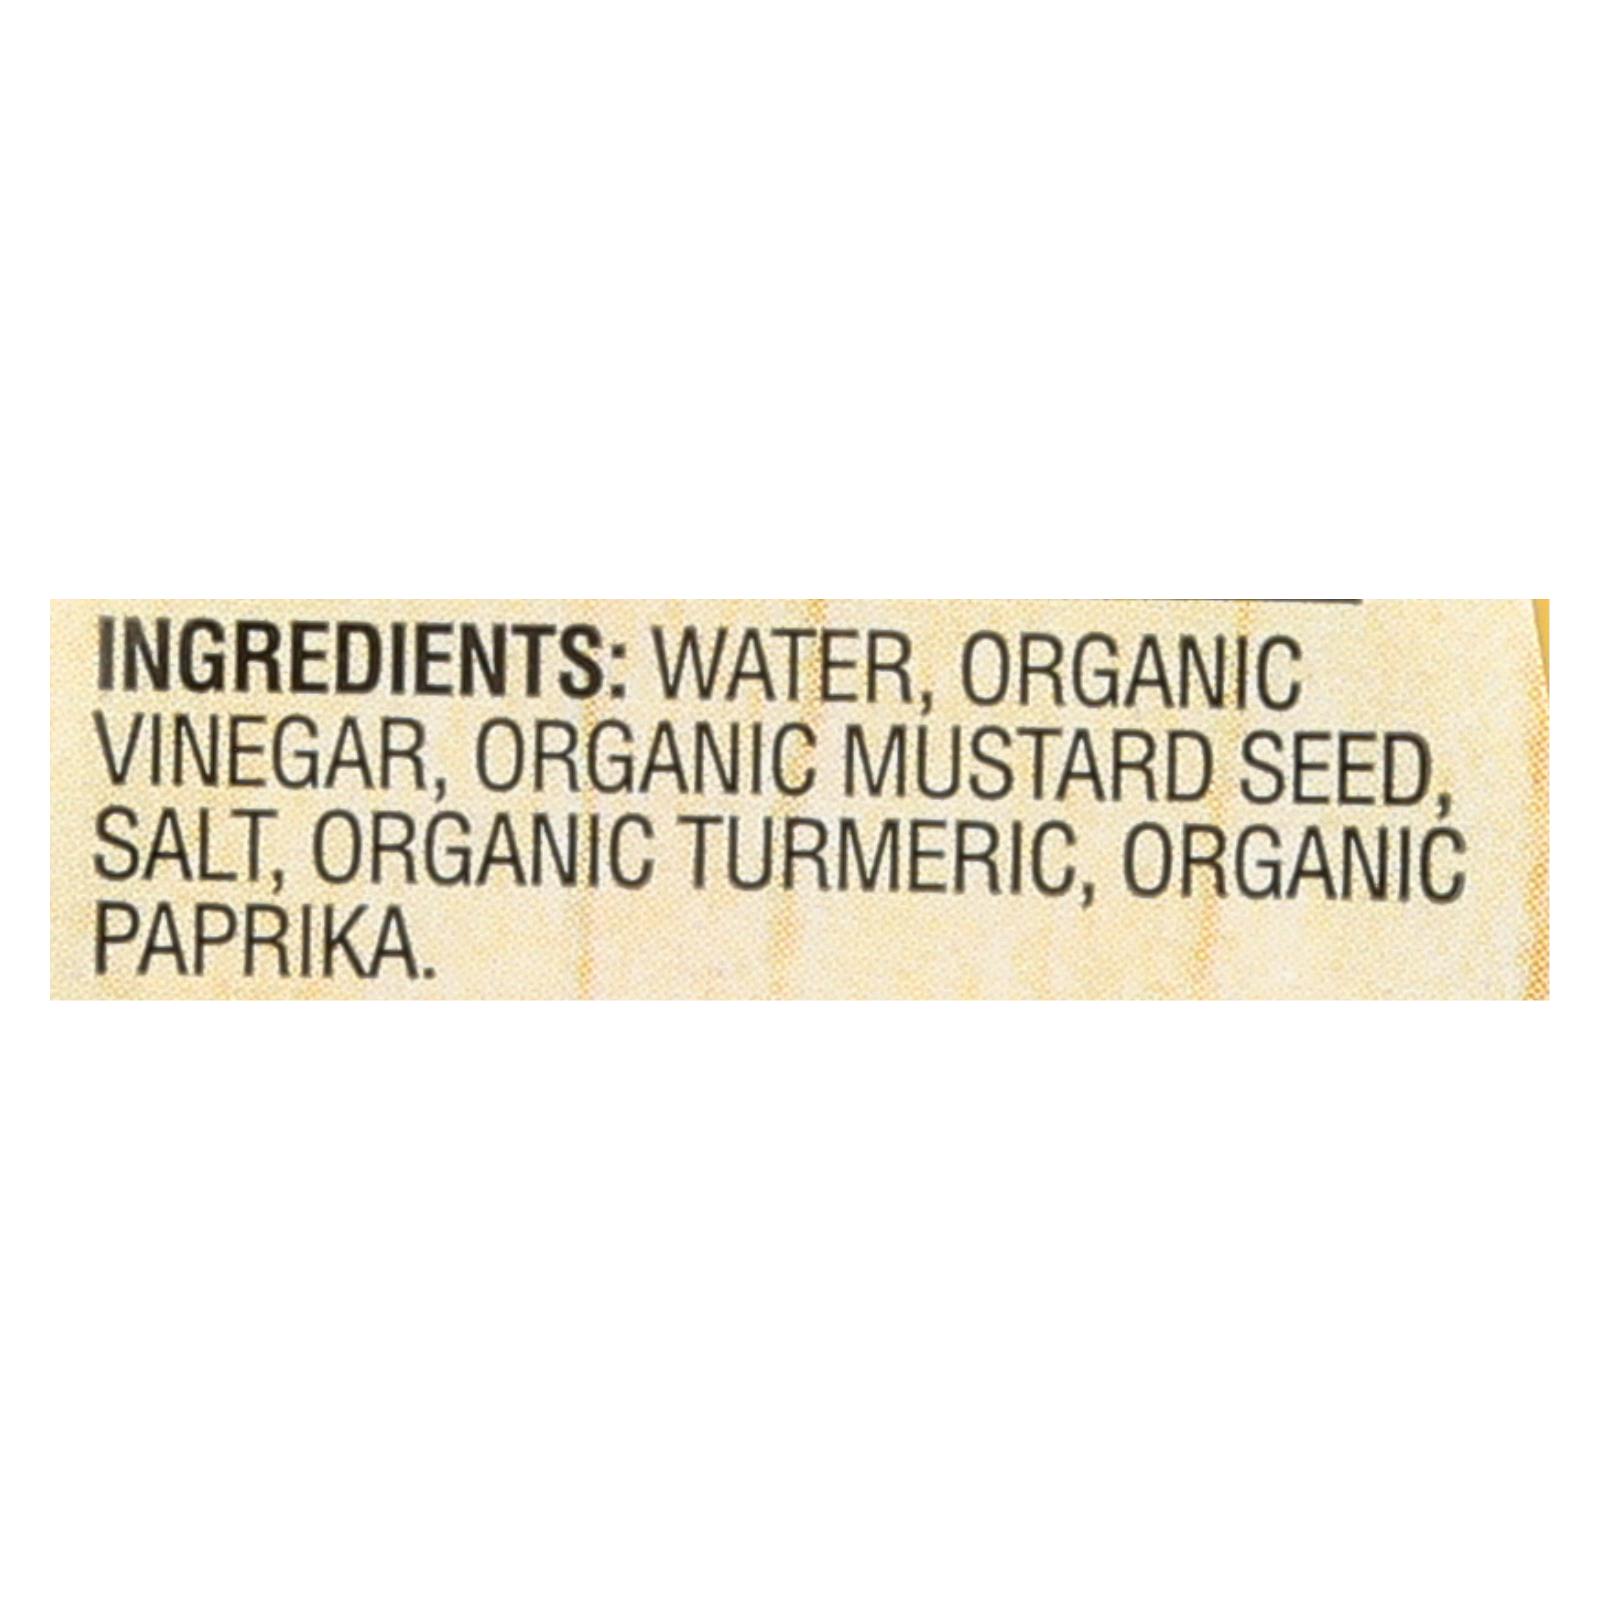 INGREDIENTS: WATER, ORGANIC
VINEGAR, ORGANIC MUSTARD SEED,
SALT, ORGANIC TURMERIC, ORGANIC
PAPRIKA.